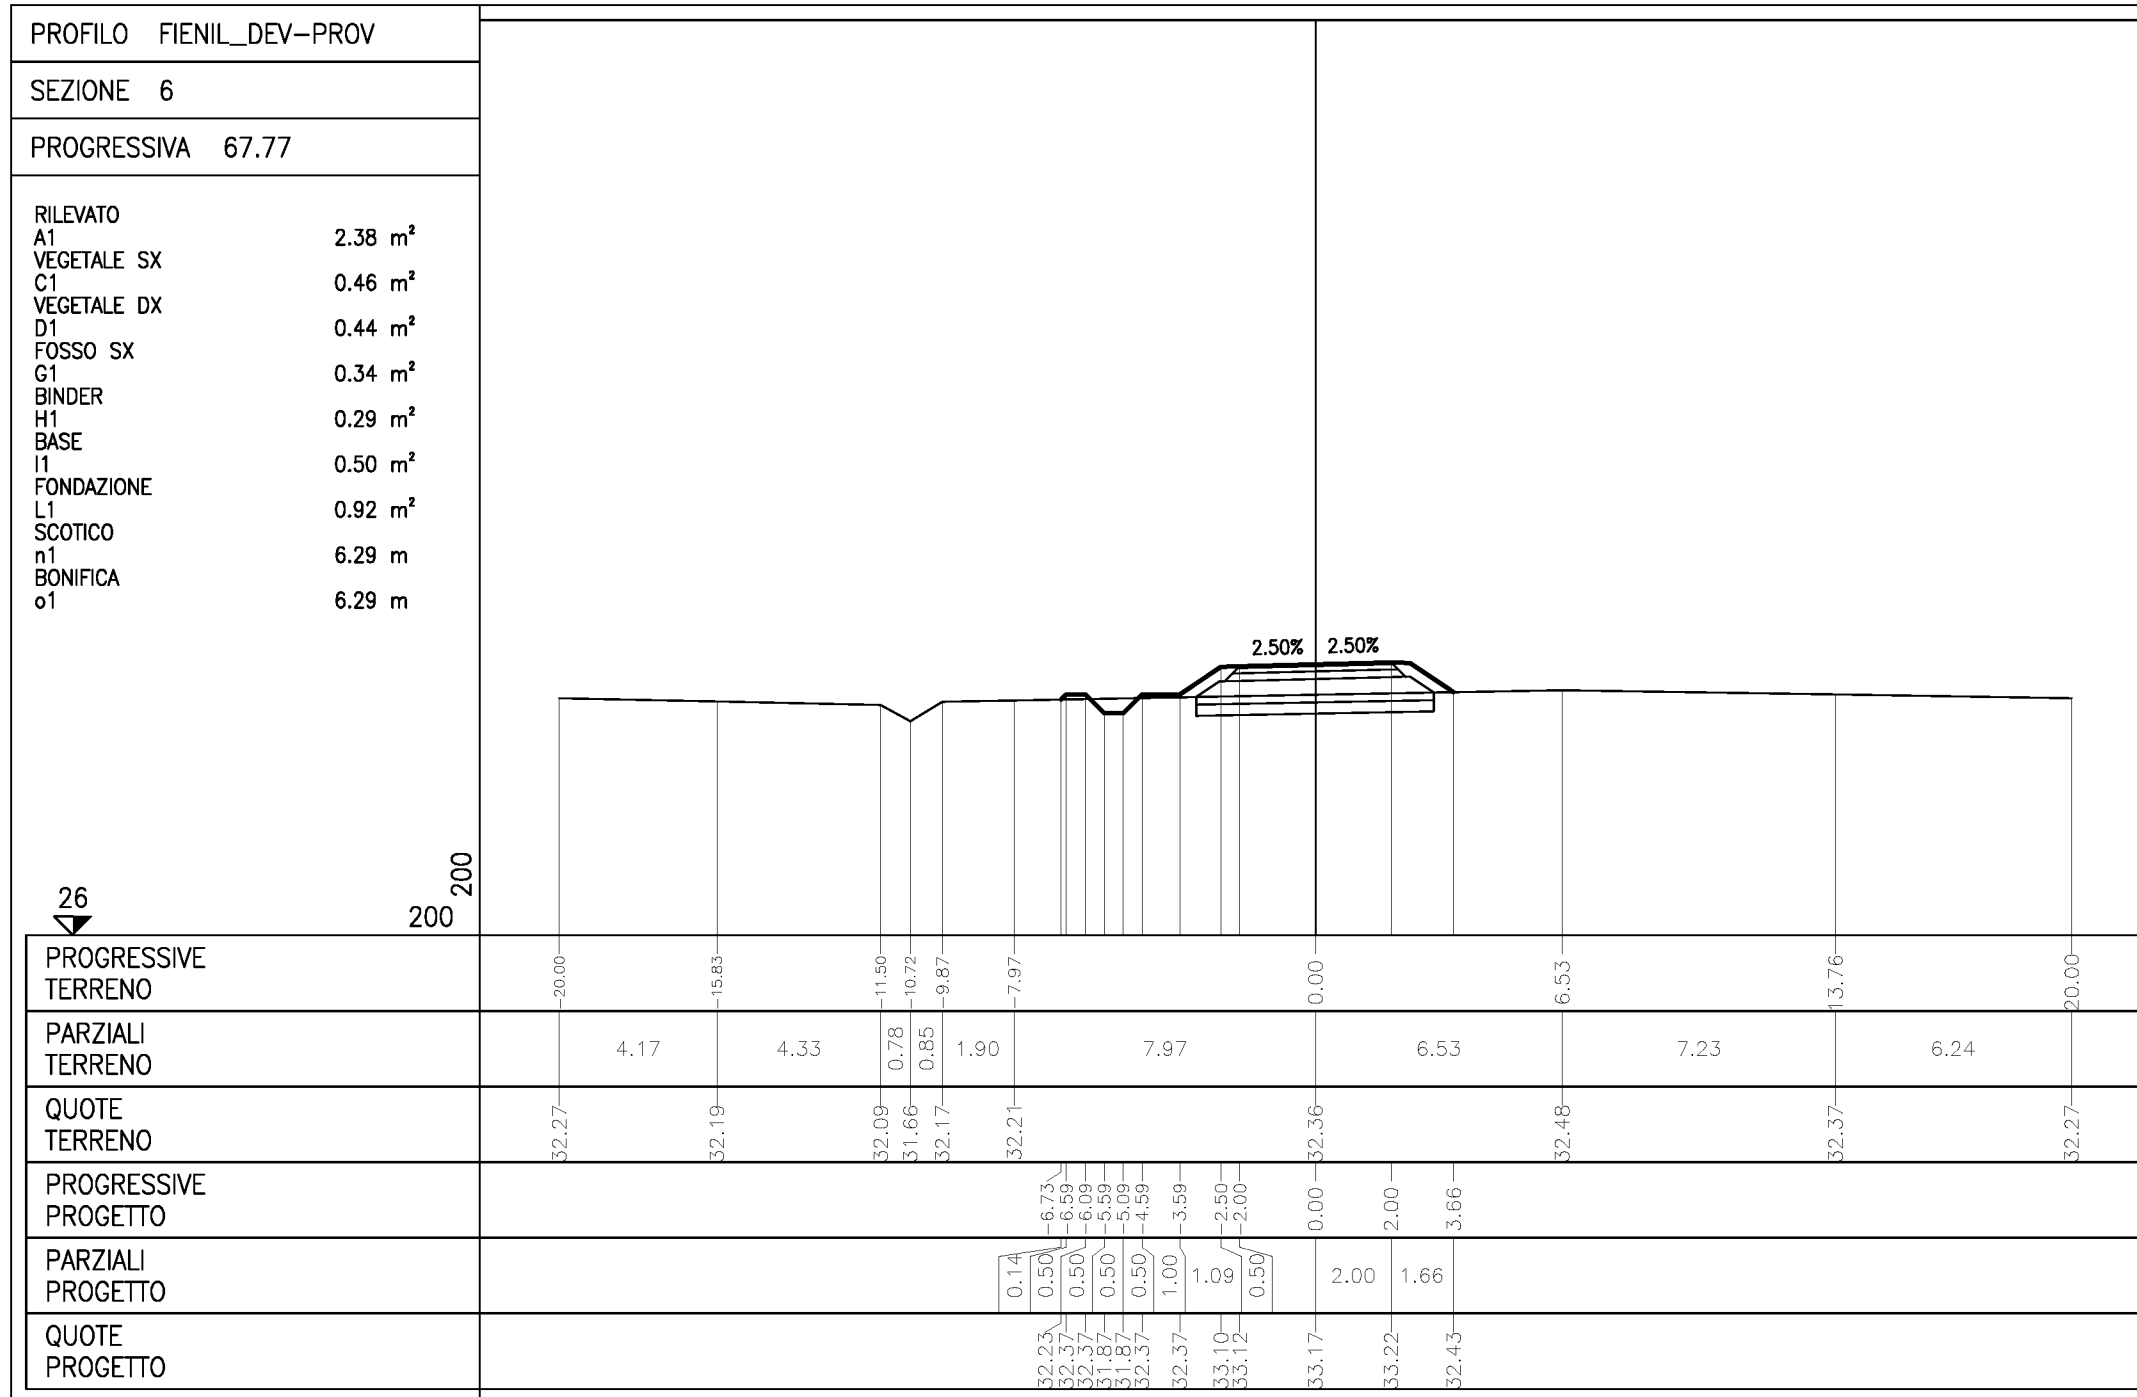 PROFILO FIENIL_DEV-PROV
SEZIONE 6
PROGRESSIVA 67.77
RILEVATO
A1 2.38 m²
VEGETALE SX
C1 0.46 m²
VEGETALE DX
D1 0.44 m²
FOSSO SX
G1 0.34 m²
BINDER
H1 0.29 m²
BASE
I1 0.50 m²
FONDAZIONE
L1 0.92 m²
SCOTICO
n1 6.29 m
BONIFICA
o1 6.29 m
2.50% 2.50%
200
26
200
PROGRESSIVE
TERRENO
-20.00 -15.83 -11.50 -10.72 -9.87 -7.97 0.00 6.53 13.76 20.00
PARZIALI
TERRENO
4.17 4.33 0.78 0.85 1.90 7.97 6.53 7.23 6.24
QUOTE
TERRENO
32.27 32.19 32.09 31.66 32.17 32.21 32.36 32.48 32.37 32.27
PROGRESSIVE
PROGETTO
-6.73 -6.59 -6.09 -5.59 -5.09 -4.59 -3.59 -2.50 -2.00 0.00 2.00 3.66
PARZIALI
PROGETTO
0.14 0.50 0.50 0.50 0.50 1.00 1.09 0.50 2.00 1.66
QUOTE
PROGETTO
32.23 32.37 32.37 31.87 31.87 32.37 32.37 33.10 33.12 33.17 33.22 32.43